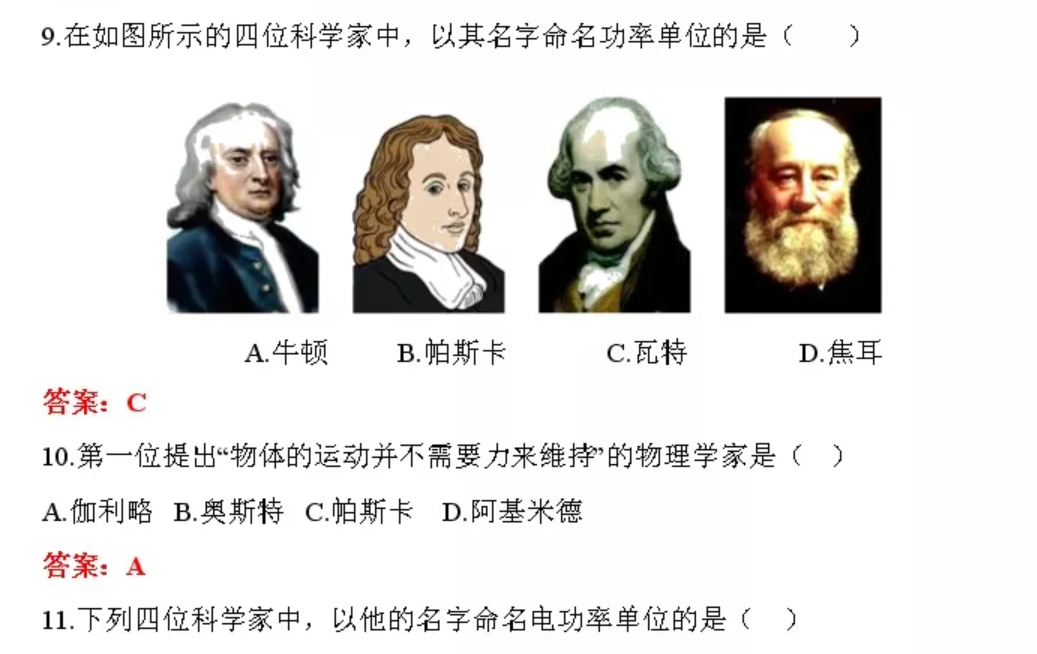 9.在如图所示的四位科学家中，以其名字命名功率单位的是（　　）
A.牛顿 B.帕斯卡 C.瓦特 D.焦耳
答案：C
10.第一位提出“物体的运动并不需要力来维持”的物理学家是（　）
A.伽利略 B.奥斯特 C.帕斯卡 D.阿基米德
答案：A
11.下列四位科学家中，以他的名字命名电功率单位的是（　）